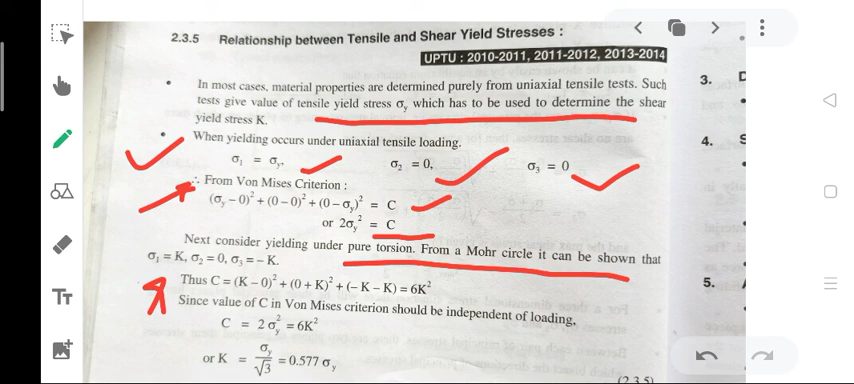 2.3.5 Relationship between Tensile and Shear Yield Stresses :
UPTU : 2010-2011, 2011-2012, 2013-2014
• In most cases, material properties are determined purely from uniaxial tensile tests. Such
tests give value of tensile yield stress σy which has to be used to determine the shear
yield stress K.
• When yielding occurs under uniaxial tensile loading.
σ1 = σy, σ2 = 0, σ3 = 0
∴ From Von Mises Criterion :
(σy – 0)² + (0 – 0)² + (0 – σy)² = C
or 2σy² = C
Next consider yielding under pure torsion. From a Mohr circle it can be shown that
σ1 = K, σ2 = 0, σ3 = – K.
Thus C = (K – 0)² + (0 + K)² + (– K – K) = 6K²
Since value of C in Von Mises criterion should be independent of loading,
C = 2 σy² = 6K²
or K = σy/√3 = 0.577 σy
(2.3.5)
3.
4.
5.
Tт